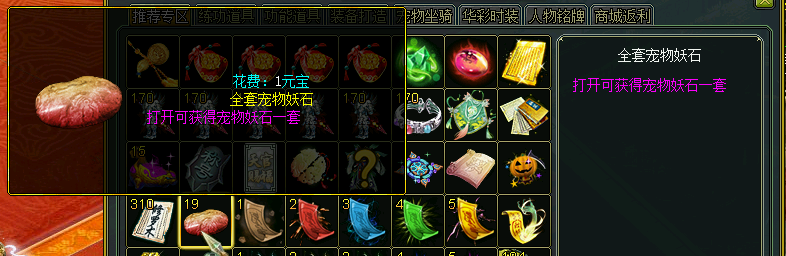 推荐专区 练功道具 功能道具 装备打造 宠物坐骑 华彩时装 人物铭牌 商城返利
花费：1元宝
全套宠物妖石
打开可获得宠物妖石一套
全套宠物妖石
打开可获得宠物妖石一套
170 170 170 170 170 170
15
310 19 1 2 3 4 5